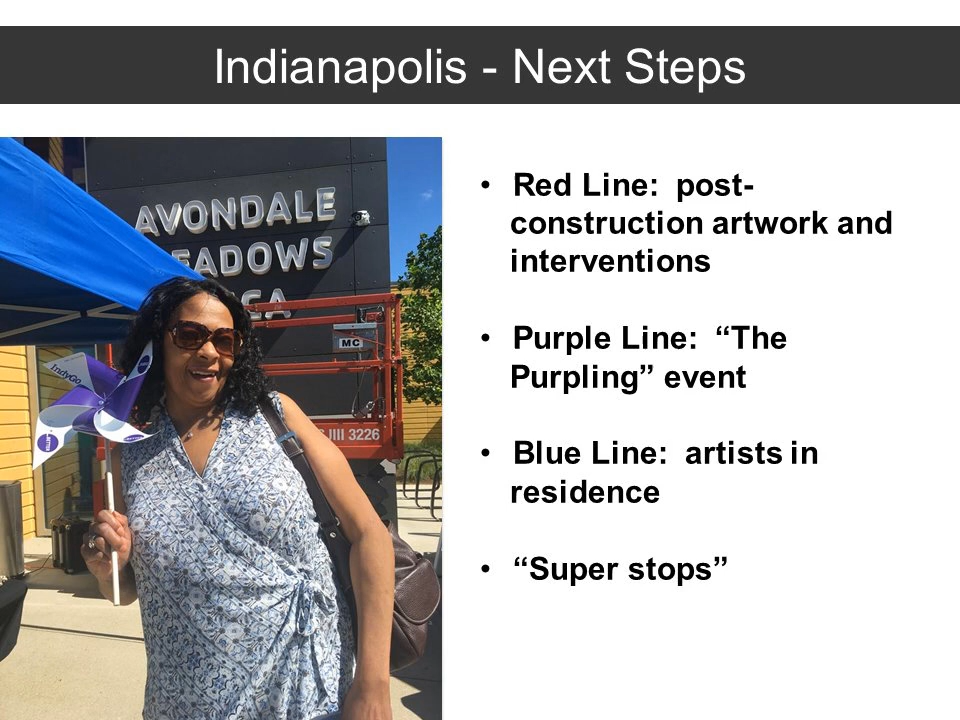 Indianapolis - Next Steps
AVONDALE
MEADOWS
MC
JIII 3226
IndyGo
• Red Line:  post-
construction artwork and
interventions
• Purple Line:  “The
Purpling” event
• Blue Line:  artists in
residence
• “Super stops”